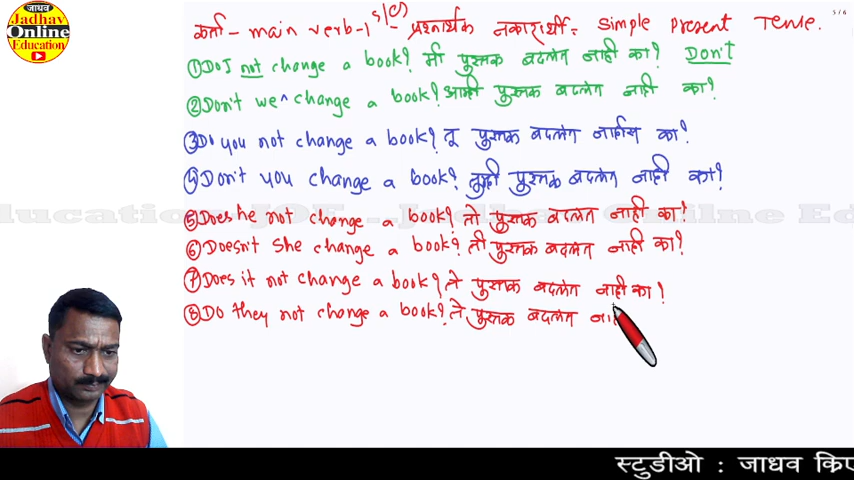 जाधव
Jadhav
Online
Education
5/6
कर्ता - main verb-1 s/(es) - प्रश्नार्थक नकारार्थी: Simple Present Tense.
① Do I not change a book? मी पुस्तक बदलत नाही का? Don't
② Don't we ^ change a book? आम्ही पुस्तक बदलत नाही का?
③ Do you not change a book? तू पुस्तक बदलत नाहीस का?
④ Don't you change a book? तुम्ही पुस्तक बदलत नाही का?
⑤ Does he not change a book? तो पुस्तक बदलत नाही का?
⑥ Doesn't she change a book? ती पुस्तक बदलत नाही का?
⑦ Does it not change a book? ते पुस्तक बदलत नाही का?
⑧ Do they not change a book? ते पुस्तक बदलत ना
स्टुडीओ : जाधव किए